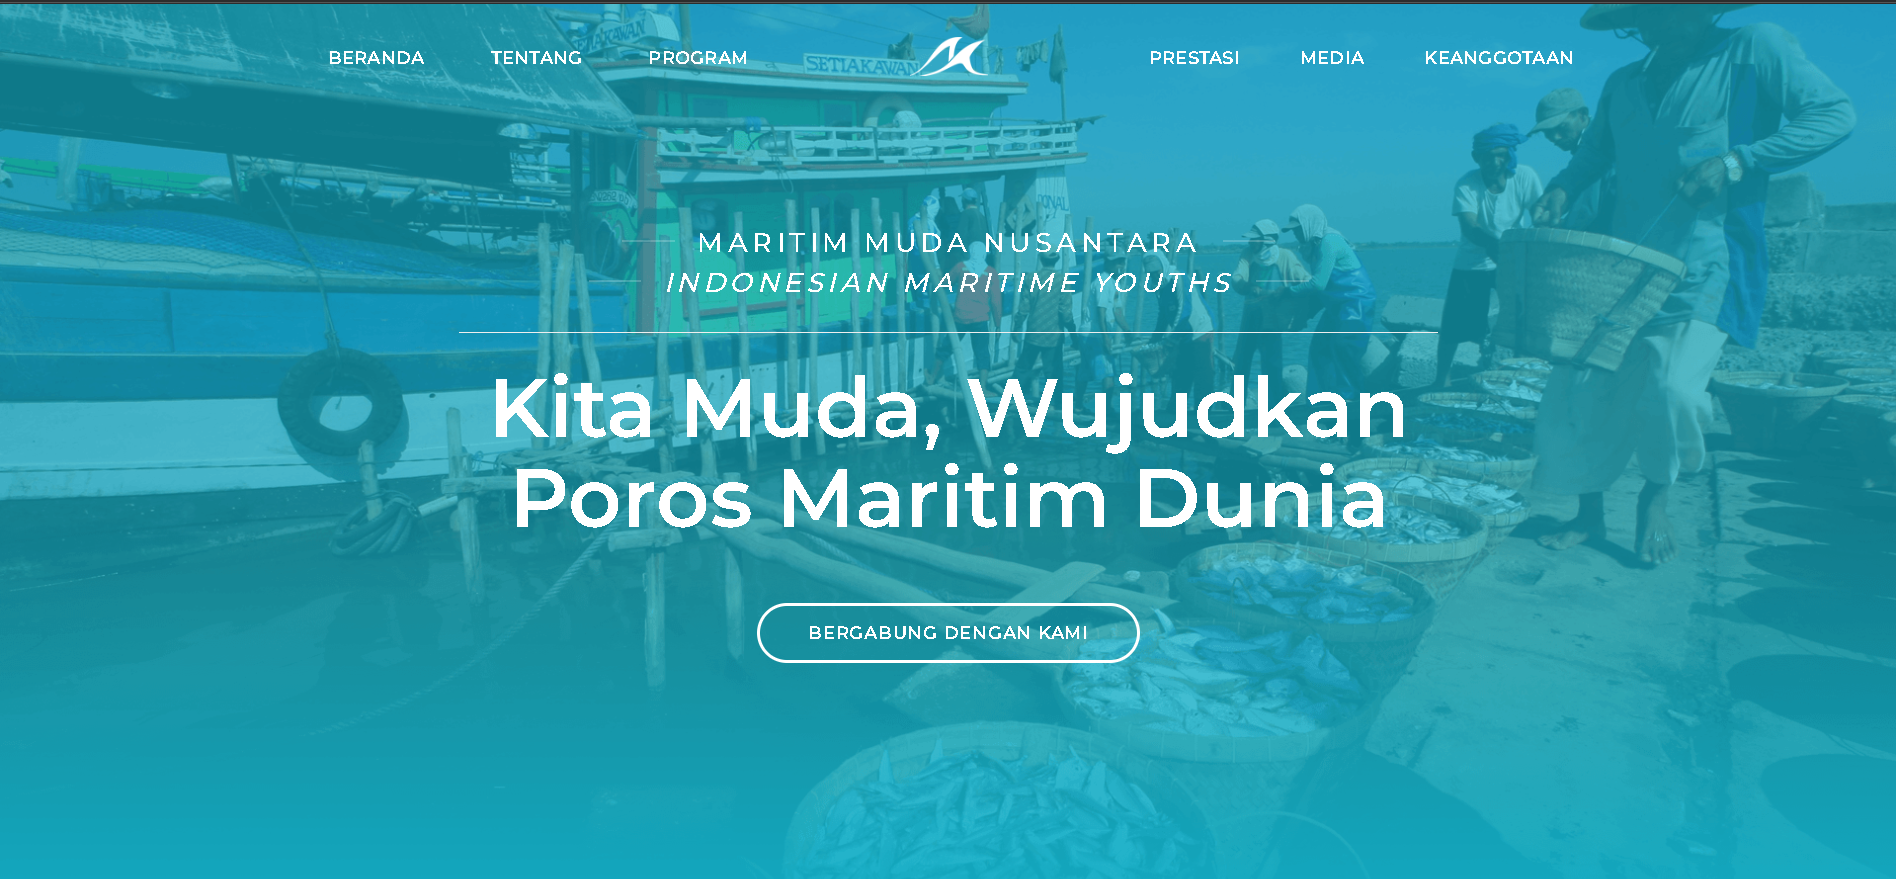 BERANDA TENTANG PROGRAM PRESTASI MEDIA KEANGGOTAAN
SETIAKAWAN
MARITIM MUDA NUSANTARA
INDONESIAN MARITIME YOUTHS
Kita Muda, Wujudkan
Poros Maritim Dunia
BERGABUNG DENGAN KAMI